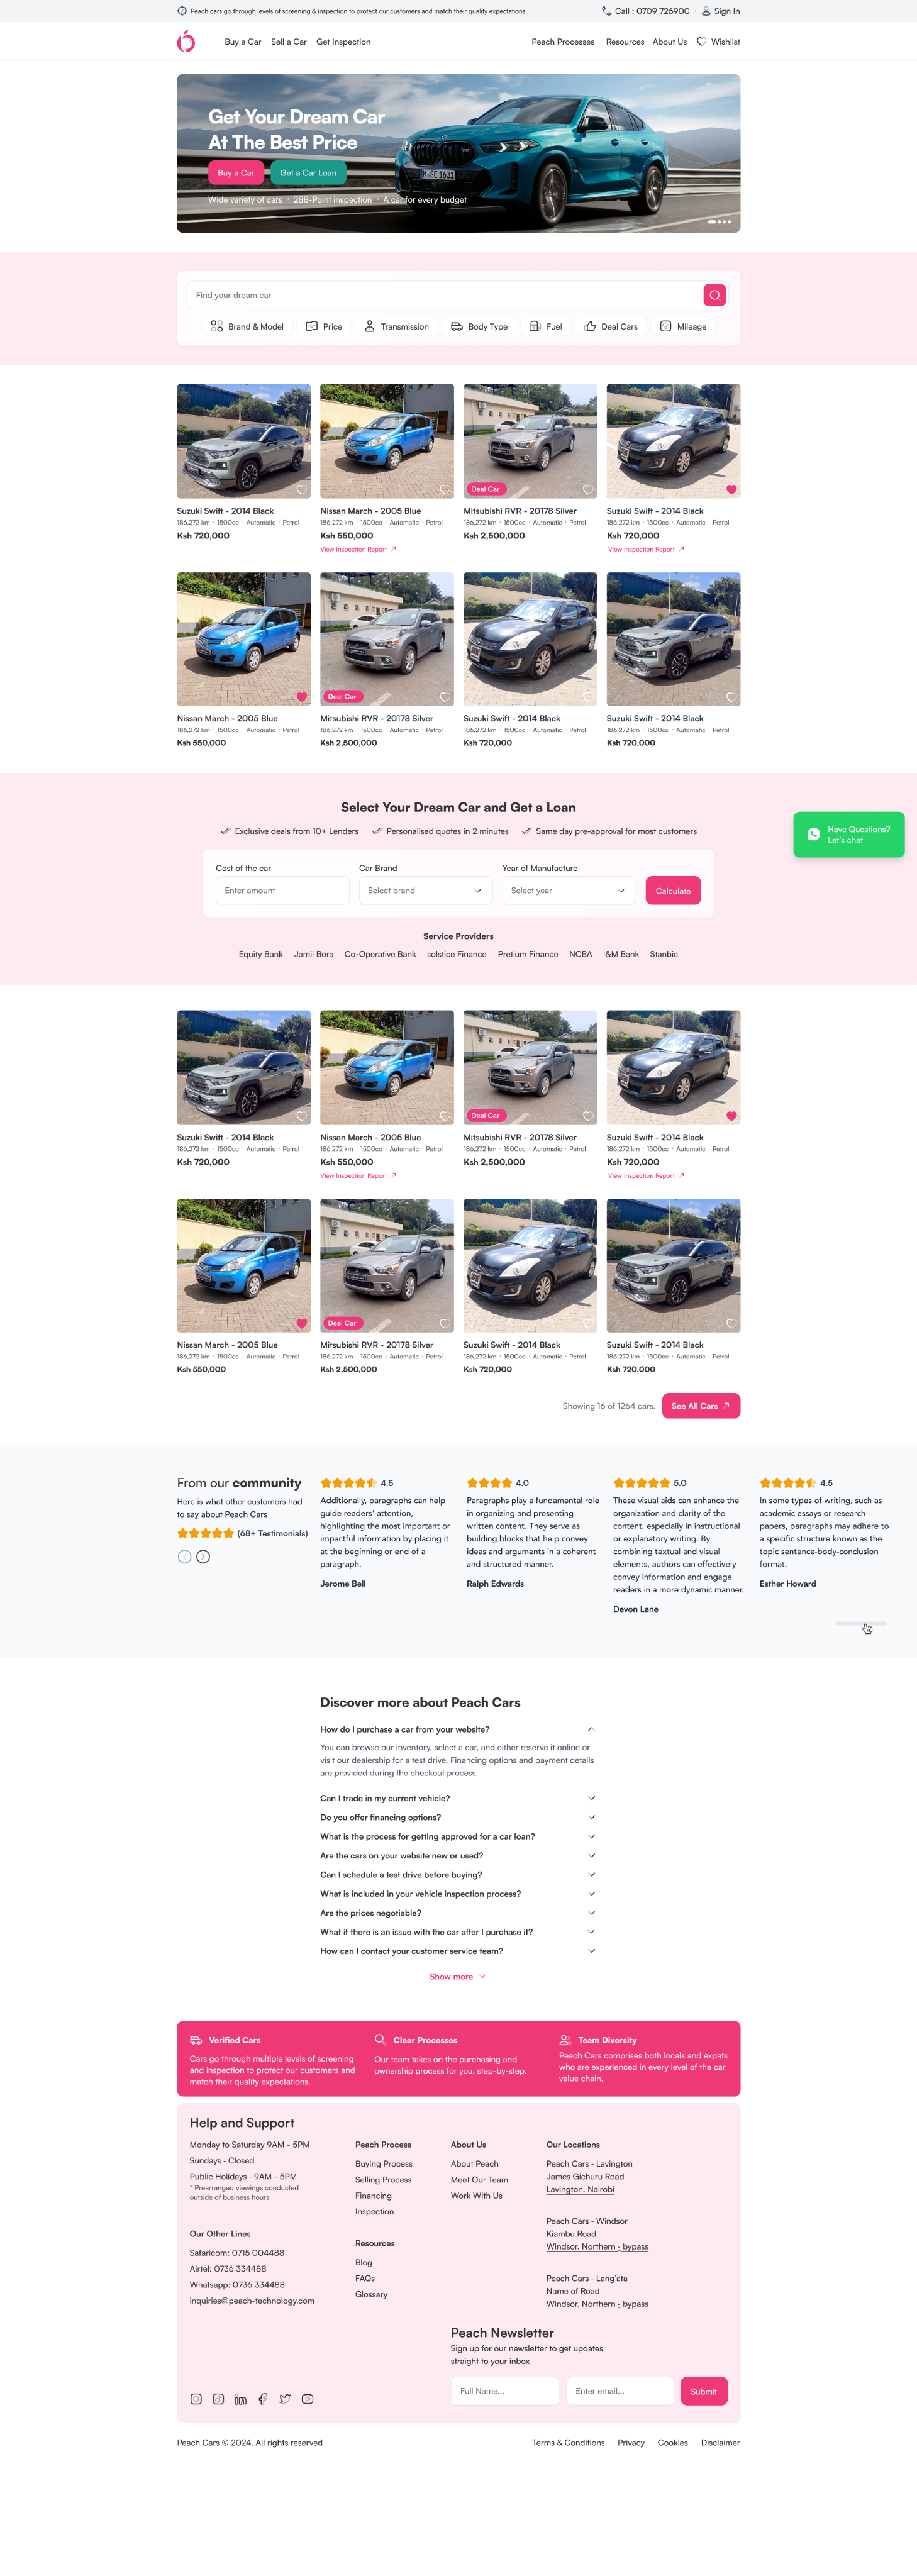 Peach cars go through levels of screening & inspection to protect our customers and match their quality expectations.
Call : 0709 726900 · Sign In
Buy a Car Sell a Car Get Inspection
Peach Processes Resources About Us Wishlist
Get Your Dream Car
At The Best Price
Buy a Car Get a Car Loan
M·SE 1631
Wide variety of cars · 288-Point inspection · A car for every budget
Find your dream car
Brand & Model Price Transmission Body Type Fuel Deal Cars Mileage
Deal Car
Suzuki Swift - 2014 Black Nissan March - 2005 Blue Mitsubishi RVR - 20178 Silver Suzuki Swift - 2014 Black
186,272 km · 1500cc · Automatic · Petrol 186,272 km · 1600cc · Automatic · Petrol 186,272 km · 1500cc · Automatic · Petrol 186,272 km · 1500cc · Automatic · Petrol
Ksh 720,000 Ksh 550,000 Ksh 2,500,000 Ksh 720,000
View Inspection Report View Inspection Report
Deal Car
Nissan March - 2005 Blue Mitsubishi RVR - 20178 Silver Suzuki Swift - 2014 Black Suzuki Swift - 2014 Black
186,272 km · 1500cc · Automatic · Petrol 186,272 km · 1500cc · Automatic · Petrol 186,272 km · 1500cc · Automatic · Petrol 186,272 km · 1500cc · Automatic · Petrol
Ksh 550,000 Ksh 2,500,000 Ksh 720,000 Ksh 720,000
Select Your Dream Car and Get a Loan
Exclusive deals from 10+ Lenders Personalised quotes in 2 minutes Same day pre-approval for most customers
Have Questions?
Let's chat
Cost of the car Car Brand Year of Manufacture
Enter amount Select brand Select year Calculate
Service Providers
Equity Bank Jamii Bora Co-Operative Bank solstice Finance Pretium Finance NCBA I&M Bank Stanbic
Deal Car
Suzuki Swift - 2014 Black Nissan March - 2005 Blue Mitsubishi RVR - 20178 Silver Suzuki Swift - 2014 Black
186,272 km · 1500cc · Automatic · Petrol 186,272 km · 1500cc · Automatic · Petrol 186,272 km · 1500cc · Automatic · Petrol 186,272 km · 1500cc · Automatic · Petrol
Ksh 720,000 Ksh 550,000 Ksh 2,500,000 Ksh 720,000
View Inspection Report View Inspection Report
Deal Car
Nissan March - 2005 Blue Mitsubishi RVR - 20178 Silver Suzuki Swift - 2014 Black Suzuki Swift - 2014 Black
186,272 km · 1500cc · Automatic · Petrol 186,272 km · 1500cc · Automatic · Petrol 186,272 km · 1500cc · Automatic · Petrol 186,272 km · 1500cc · Automatic · Petrol
Ksh 550,000 Ksh 2,500,000 Ksh 720,000 Ksh 720,000
Showing 16 of 1264 cars. See All Cars
From our community
Here is what other customers had
to say about Peach Cars
(68+ Testimonials)
4.5
Additionally, paragraphs can help
guide readers' attention,
highlighting the most important or
impactful information by placing it
at the beginning or end of a
paragraph.
Jerome Bell
4.0
Paragraphs play a fundamental role
in organizing and presenting
written content. They serve as
building blocks that help convey
ideas and arguments in a coherent
and structured manner.
Ralph Edwards
5.0
These visual aids can enhance the
organization and clarity of the
content, especially in instructional
or explanatory writing. By
combining textual and visual
elements, authors can effectively
convey information and engage
readers in a more dynamic manner.
Devon Lane
4.5
In some types of writing, such as
academic essays or research
papers, paragraphs may adhere to
a specific structure known as the
topic sentence-body-conclusion
format.
Esther Howard
Discover more about Peach Cars
How do I purchase a car from your website?
You can browse our inventory, select a car, and either reserve it online or
visit our dealership for a test drive. Financing options and payment details
are provided during the checkout process.
Can I trade in my current vehicle?
Do you offer financing options?
What is the process for getting approved for a car loan?
Are the cars on your website new or used?
Can I schedule a test drive before buying?
What is included in your vehicle inspection process?
Are the prices negotiable?
What if there is an issue with the car after I purchase it?
How can I contact your customer service team?
Show more
Verified Cars
Cars go through multiple levels of screening
and inspection to protect our customers and
match their quality expectations.
Clear Processes
Our team takes on the purchasing and
ownership process for you, step-by-step.
Team Diversity
Peach Cars comprises both locals and expats
who are experienced in every level of the car
value chain.
Help and Support
Monday to Saturday 9AM - 5PM
Sundays - Closed
Public Holidays - 9AM - 5PM
* Prearranged viewings conducted
outside of business hours
Our Other Lines
Safaricom: 0715 004488
Airtel: 0736 334488
Whatsapp: 0736 334488
inquiries@peach-technology.com
Peach Process
Buying Process
Selling Process
Financing
Inspection
Resources
Blog
FAQs
Glossary
About Us
About Peach
Meet Our Team
Work With Us
Our Locations
Peach Cars - Lavington
James Gichuru Road
Lavington, Nairobi
Peach Cars - Windsor
Kiambu Road
Windsor, Northern - bypass
Peach Cars - Lang'ata
Name of Road
Windsor, Northern - bypass
Peach Newsletter
Sign up for our newsletter to get updates
straight to your inbox
Full Name... Enter email... Submit
Peach Cars © 2024. All rights reserved
Terms & Conditions Privacy Cookies Disclaimer